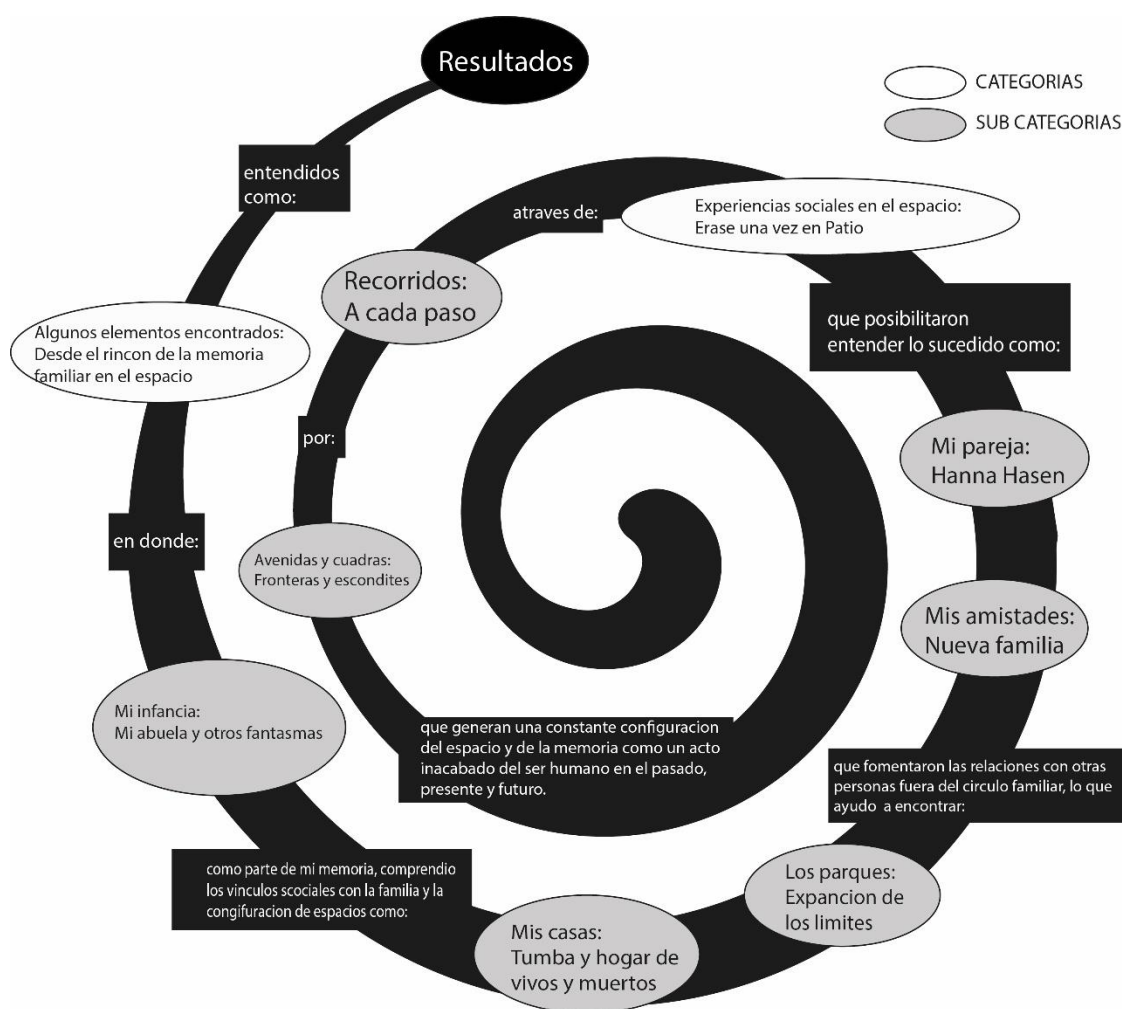 Resultados
CATEGORIAS
SUB CATEGORIAS
entendidos
como:
Algunos elementos encontrados:
Desde el rincon de la memoria
familiar en el espacio
en donde:
Mi infancia:
Mi abuela y otros fantasmas
como parte de mi memoria, comprendio
los vinculos scociales con la familia y la
congifuracion de espacios como:
Mis casas:
Tumba y hogar de
vivos y muertos
Los parques:
Expancion de
los limites
que fomentaron las relaciones con otras
personas fuera del circulo familiar, lo que
ayudo a encontrar:
Mis amistades:
Nueva familia
Mi pareja:
Hanna Hasen
que posibilitaron
entender lo sucedido como:
Experiencias sociales en el espacio:
Erase una vez en Patio
atraves de:
Recorridos:
A cada paso
por:
Avenidas y cuadras:
Fronteras y escondites
que generan una constante configuracion
del espacio y de la memoria como un acto
inacabado del ser humano en el pasado,
presente y futuro.